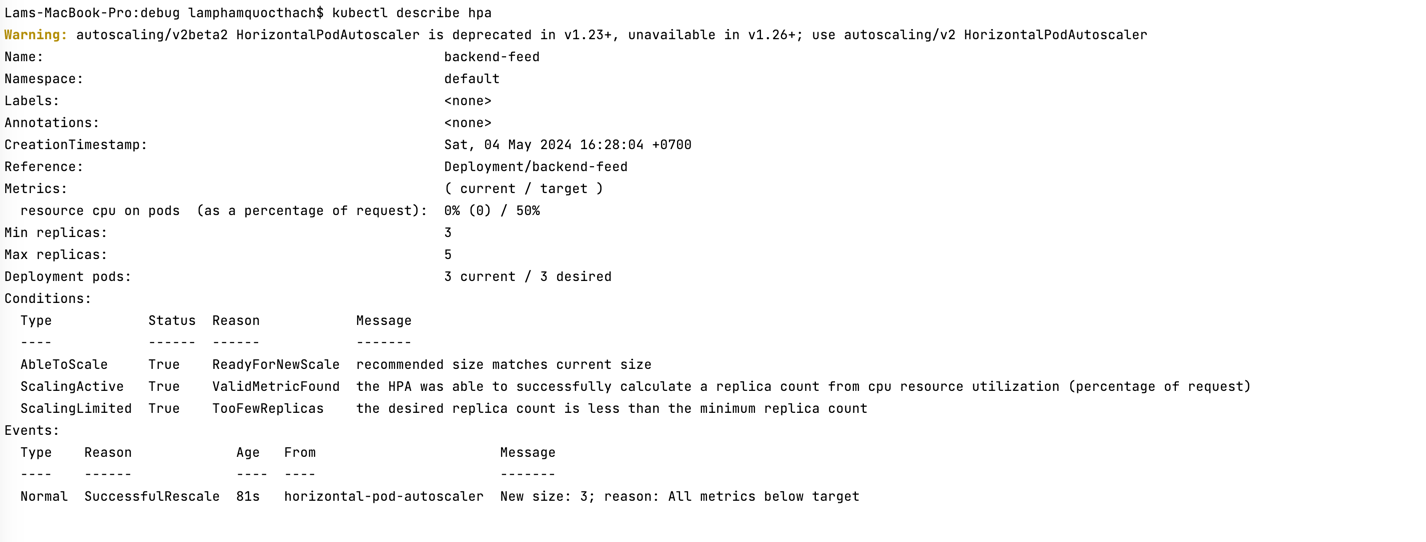 Lams-MacBook-Pro:debug lamphamquocthach$ kubectl describe hpa
Warning: autoscaling/v2beta2 HorizontalPodAutoscaler is deprecated in v1.23+, unavailable in v1.26+; use autoscaling/v2 HorizontalPodAutoscaler
Name:                                                  backend-feed
Namespace:                                             default
Labels:                                                <none>
Annotations:                                           <none>
CreationTimestamp:                                     Sat, 04 May 2024 16:28:04 +0700
Reference:                                             Deployment/backend-feed
Metrics:                                               ( current / target )
  resource cpu on pods  (as a percentage of request):  0% (0) / 50%
Min replicas:                                          3
Max replicas:                                          5
Deployment pods:                                       3 current / 3 desired
Conditions:
  Type            Status  Reason            Message
  ----            ------  ------            -------
  AbleToScale     True    ReadyForNewScale  recommended size matches current size
  ScalingActive   True    ValidMetricFound  the HPA was able to successfully calculate a replica count from cpu resource utilization (percentage of request)
  ScalingLimited  True    TooFewReplicas    the desired replica count is less than the minimum replica count
Events:
  Type    Reason             Age   From                       Message
  ----    ------             ----  ----                       -------
  Normal  SuccessfulRescale  81s   horizontal-pod-autoscaler  New size: 3; reason: All metrics below target